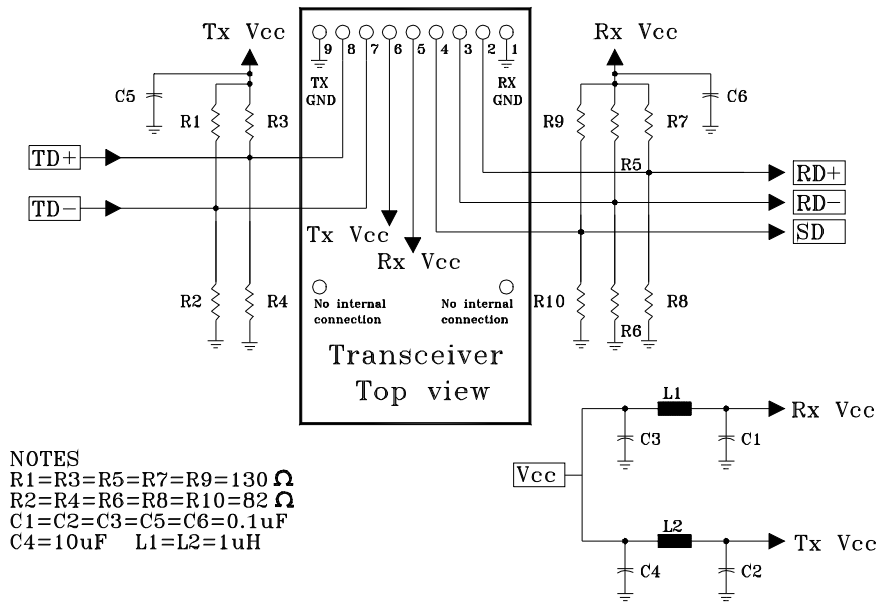 Tx Vcc
Rx Vcc
9 8 7 6 5 4 3 2 1
TX
GND
RX
GND
C5
C6
R1
R3
R9
R7
TD+
R5
RD+
TD-
RD-
Tx Vcc
SD
Rx Vcc
R2
R4
No internal
connection
No internal
connection
R10
R8
R6
Transceiver
Top view
L1
Rx Vcc
C3
C1
Vcc
L2
Tx Vcc
C4
C2
NOTES
R1=R3=R5=R7=R9=130 Ω
R2=R4=R6=R8=R10=82 Ω
C1=C2=C3=C5=C6=0.1uF
C4=10uF L1=L2=1uH